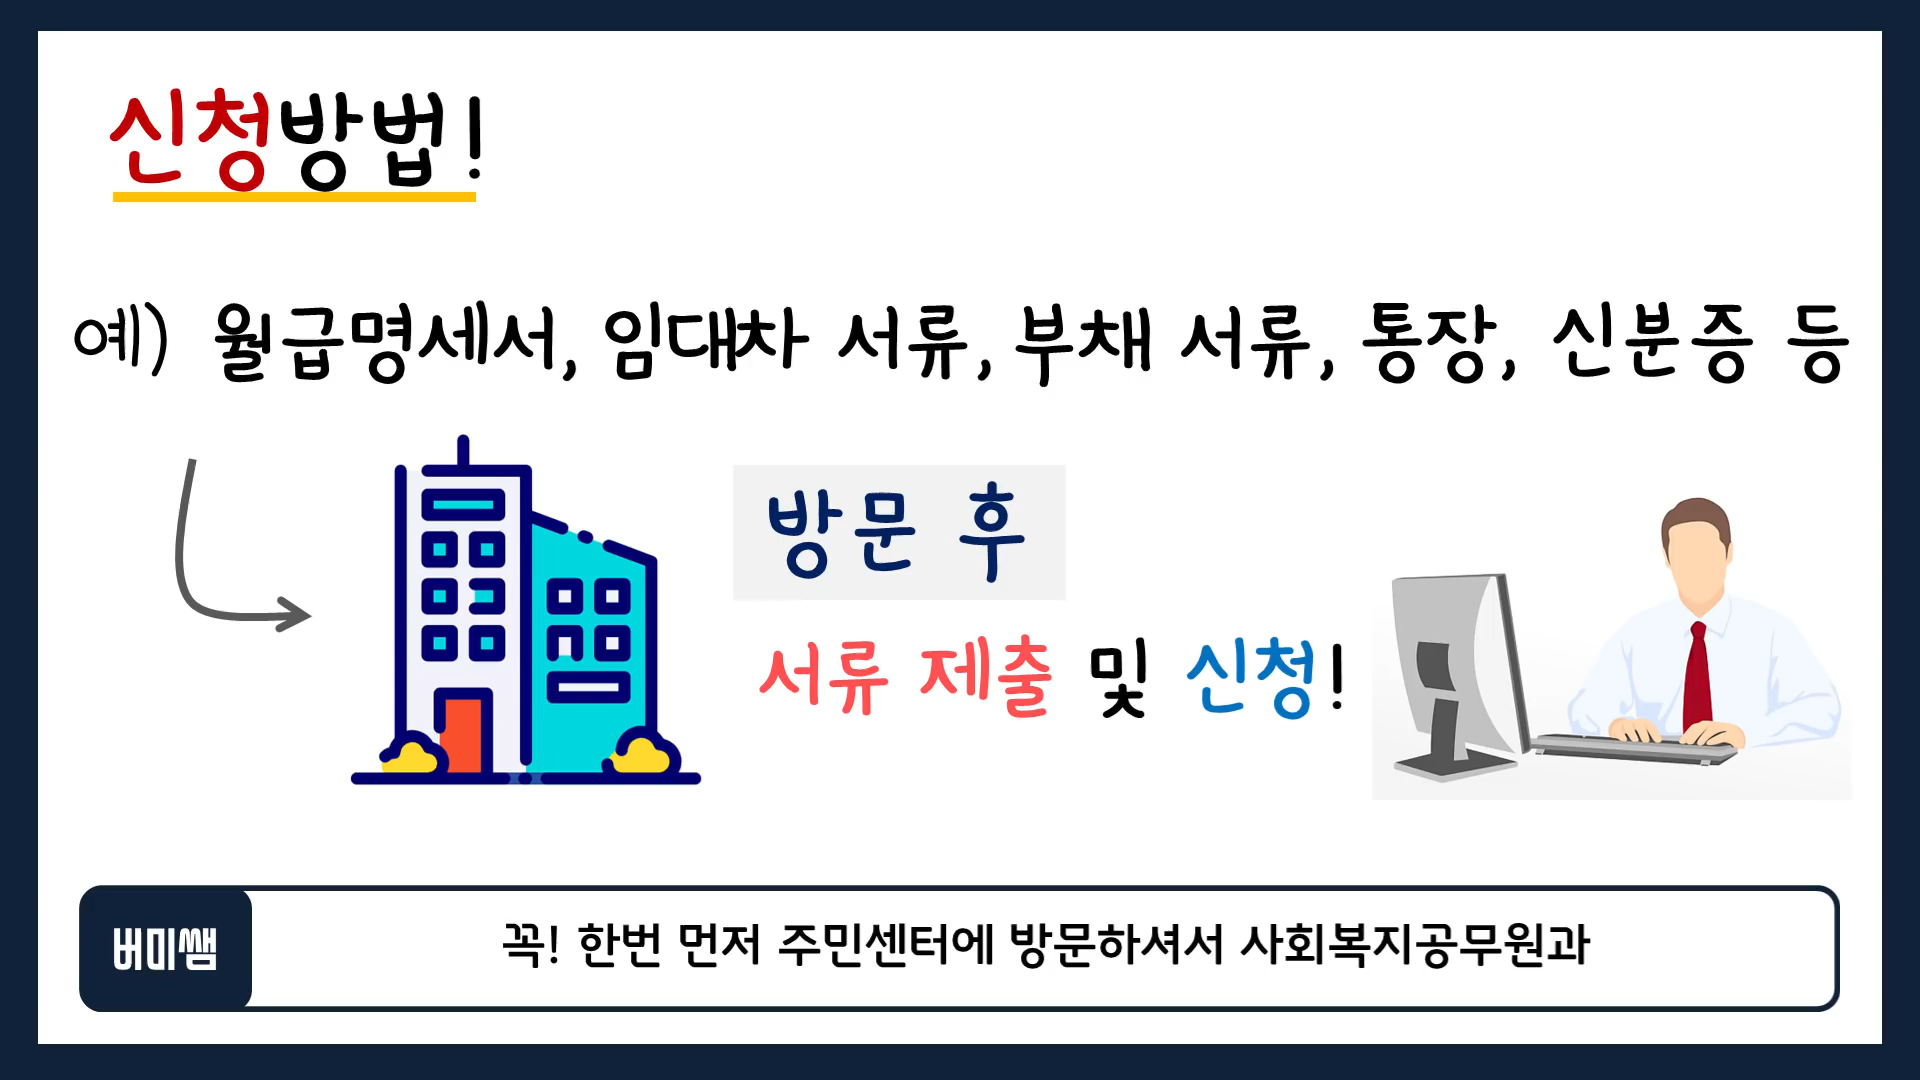 신청방법!
예) 월급명세서, 임대차 서류, 부채 서류, 통장, 신분증 등
방문 후
서류 제출 및 신청!
버미쌤
꼭! 한번 먼저 주민센터에 방문하셔서 사회복지공무원과